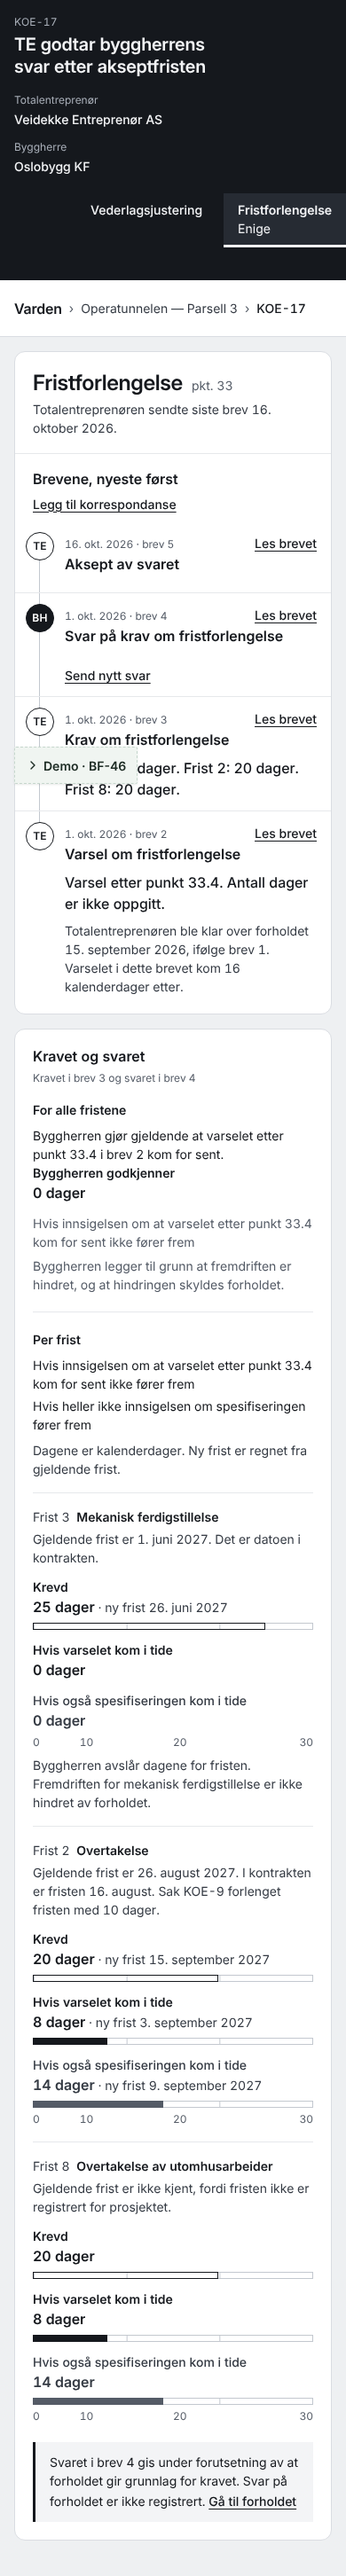 KOE-17
TE godtar byggherrens
svar etter akseptfristen
Totalentreprenør
Veidekke Entreprenør AS
Byggherre
Oslobygg KF
Vederlagsjustering
Fristforlengelse
Enige
Varden › Operatunnelen — Parsell 3 › KOE-17
Fristforlengelse pkt. 33
Totalentreprenøren sendte siste brev 16.
oktober 2026.
Brevene, nyeste først
Legg til korrespondanse
TE 16. okt. 2026 · brev 5 Les brevet
Aksept av svaret
BH 1. okt. 2026 · brev 4 Les brevet
Svar på krav om fristforlengelse
Send nytt svar
TE 1. okt. 2026 · brev 3 Les brevet
Krav om fristforlengelse
Demo · BF-46
dager. Frist 2: 20 dager.
Frist 8: 20 dager.
TE 1. okt. 2026 · brev 2 Les brevet
Varsel om fristforlengelse
Varsel etter punkt 33.4. Antall dager
er ikke oppgitt.
Totalentreprenøren ble klar over forholdet
15. september 2026, ifølge brev 1.
Varselet i dette brevet kom 16
kalenderdager etter.
Kravet og svaret
Kravet i brev 3 og svaret i brev 4
For alle fristene
Byggherren gjør gjeldende at varselet etter
punkt 33.4 i brev 2 kom for sent.
Byggherren godkjenner
0 dager
Hvis innsigelsen om at varselet etter punkt 33.4
kom for sent ikke fører frem
Byggherren legger til grunn at fremdriften er
hindret, og at hindringen skyldes forholdet.
Per frist
Hvis innsigelsen om at varselet etter punkt 33.4
kom for sent ikke fører frem
Hvis heller ikke innsigelsen om spesifiseringen
fører frem
Dagene er kalenderdager. Ny frist er regnet fra
gjeldende frist.
Frist 3 Mekanisk ferdigstillelse
Gjeldende frist er 1. juni 2027. Det er datoen i
kontrakten.
Krevd
25 dager · ny frist 26. juni 2027
Hvis varselet kom i tide
0 dager
Hvis også spesifiseringen kom i tide
0 dager
0 10 20 30
Byggherren avslår dagene for fristen.
Fremdriften for mekanisk ferdigstillelse er ikke
hindret av forholdet.
Frist 2 Overtakelse
Gjeldende frist er 26. august 2027. I kontrakten
er fristen 16. august. Sak KOE-9 forlenget
fristen med 10 dager.
Krevd
20 dager · ny frist 15. september 2027
Hvis varselet kom i tide
8 dager · ny frist 3. september 2027
Hvis også spesifiseringen kom i tide
14 dager · ny frist 9. september 2027
0 10 20 30
Frist 8 Overtakelse av utomhusarbeider
Gjeldende frist er ikke kjent, fordi fristen ikke er
registrert for prosjektet.
Krevd
20 dager
Hvis varselet kom i tide
8 dager
Hvis også spesifiseringen kom i tide
14 dager
0 10 20 30
Svaret i brev 4 gis under forutsetning av at
forholdet gir grunnlag for kravet. Svar på
forholdet er ikke registrert. Gå til forholdet